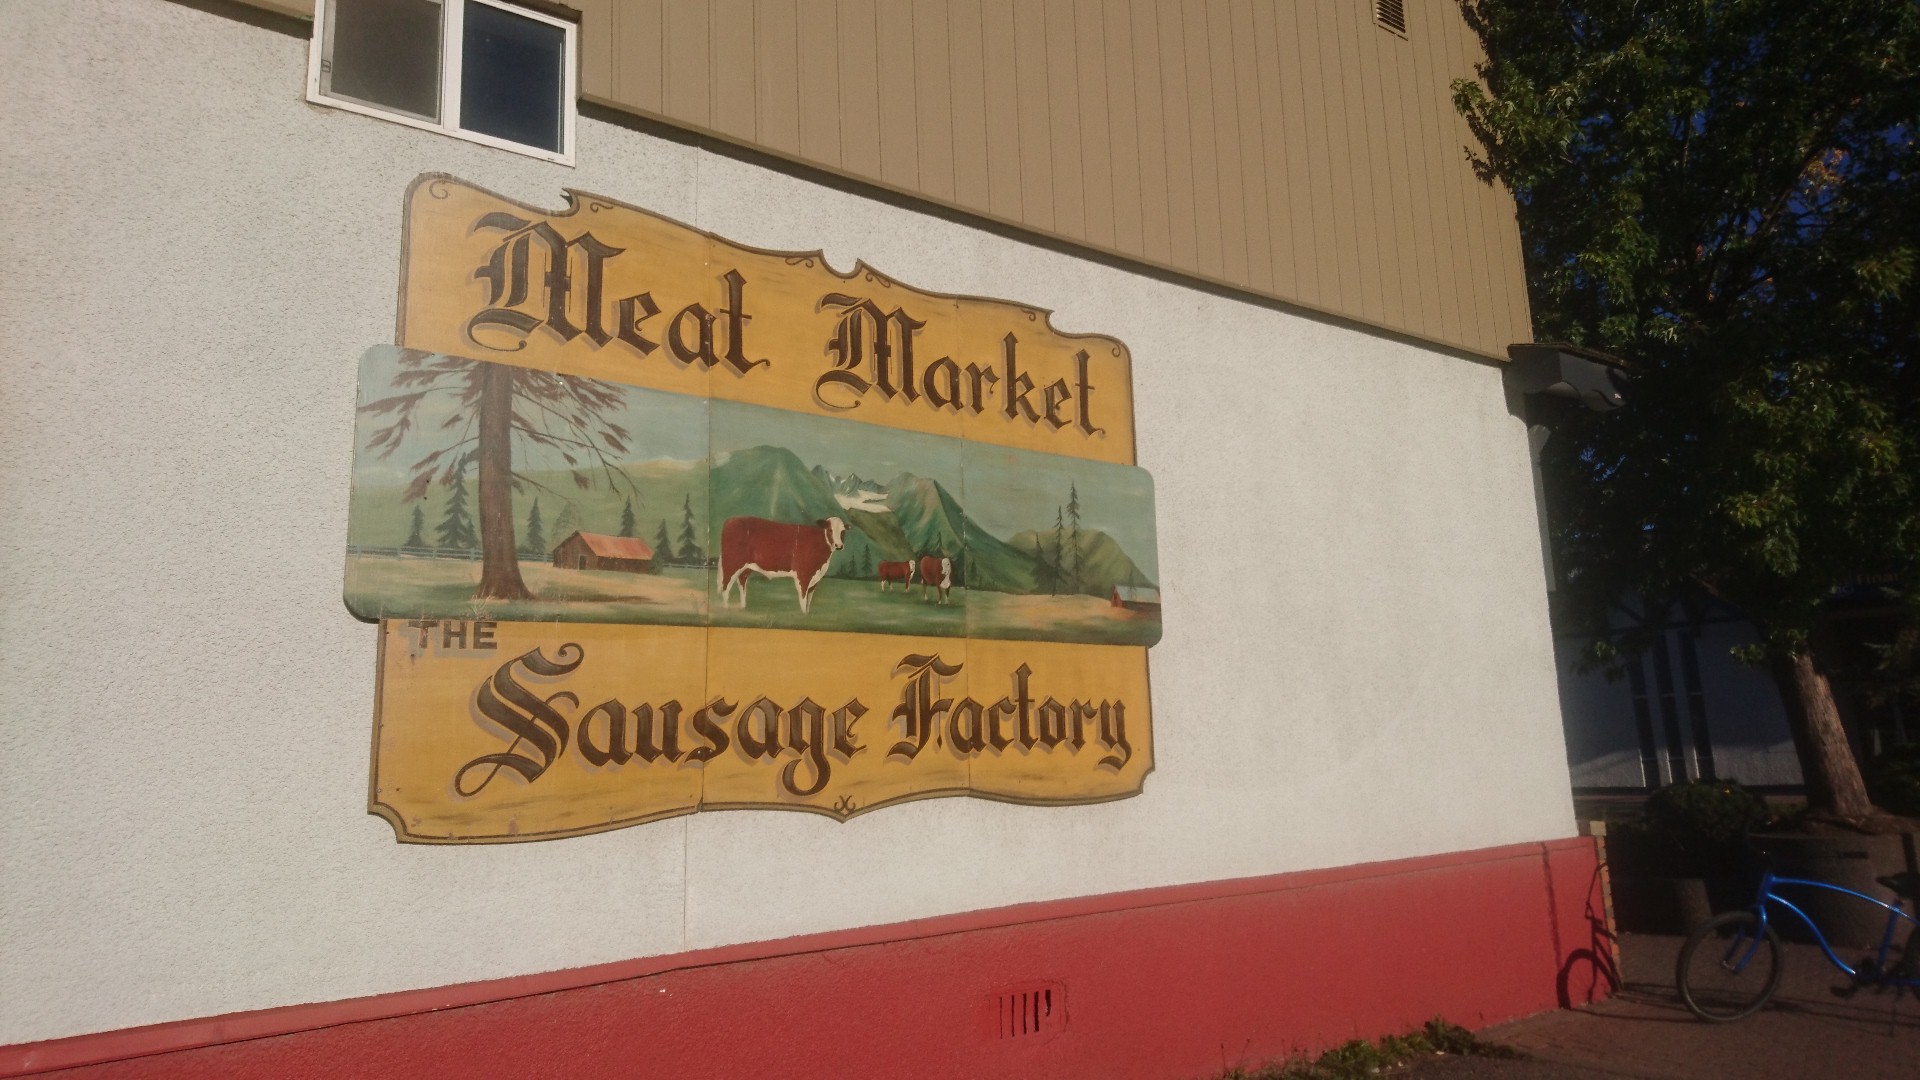 Meat Market
THE
Sausage Factory